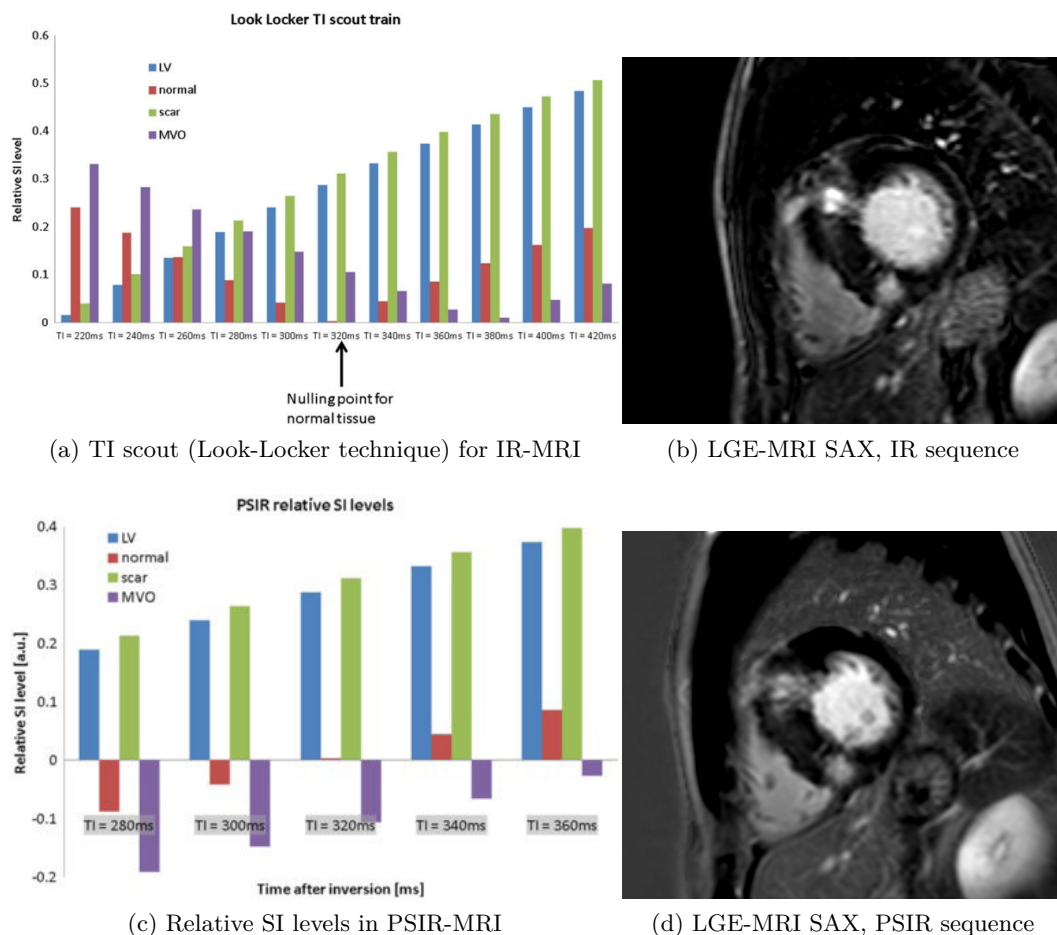 Look Locker TI scout train
Relative SI level
0.6
0.5
0.4
0.3
0.2
0.1
0
LV
normal
scar
MVO
TI = 220ms TI = 240ms TI = 260ms TI = 280ms TI = 300ms TI = 320ms TI = 340ms TI = 360ms TI = 380ms TI = 400ms TI = 420ms
Nulling point for
normal tissue
(a) TI scout (Look-Locker technique) for IR-MRI
(b) LGE-MRI SAX, IR sequence
PSIR relative SI levels
Relative SI level [a.u.]
0.4
0.3
0.2
0.1
0
-0.1
-0.2
LV
normal
scar
MVO
TI = 280ms TI = 300ms TI = 320ms TI = 340ms TI = 360ms
Time after inversion [ms]
(c) Relative SI levels in PSIR-MRI
(d) LGE-MRI SAX, PSIR sequence